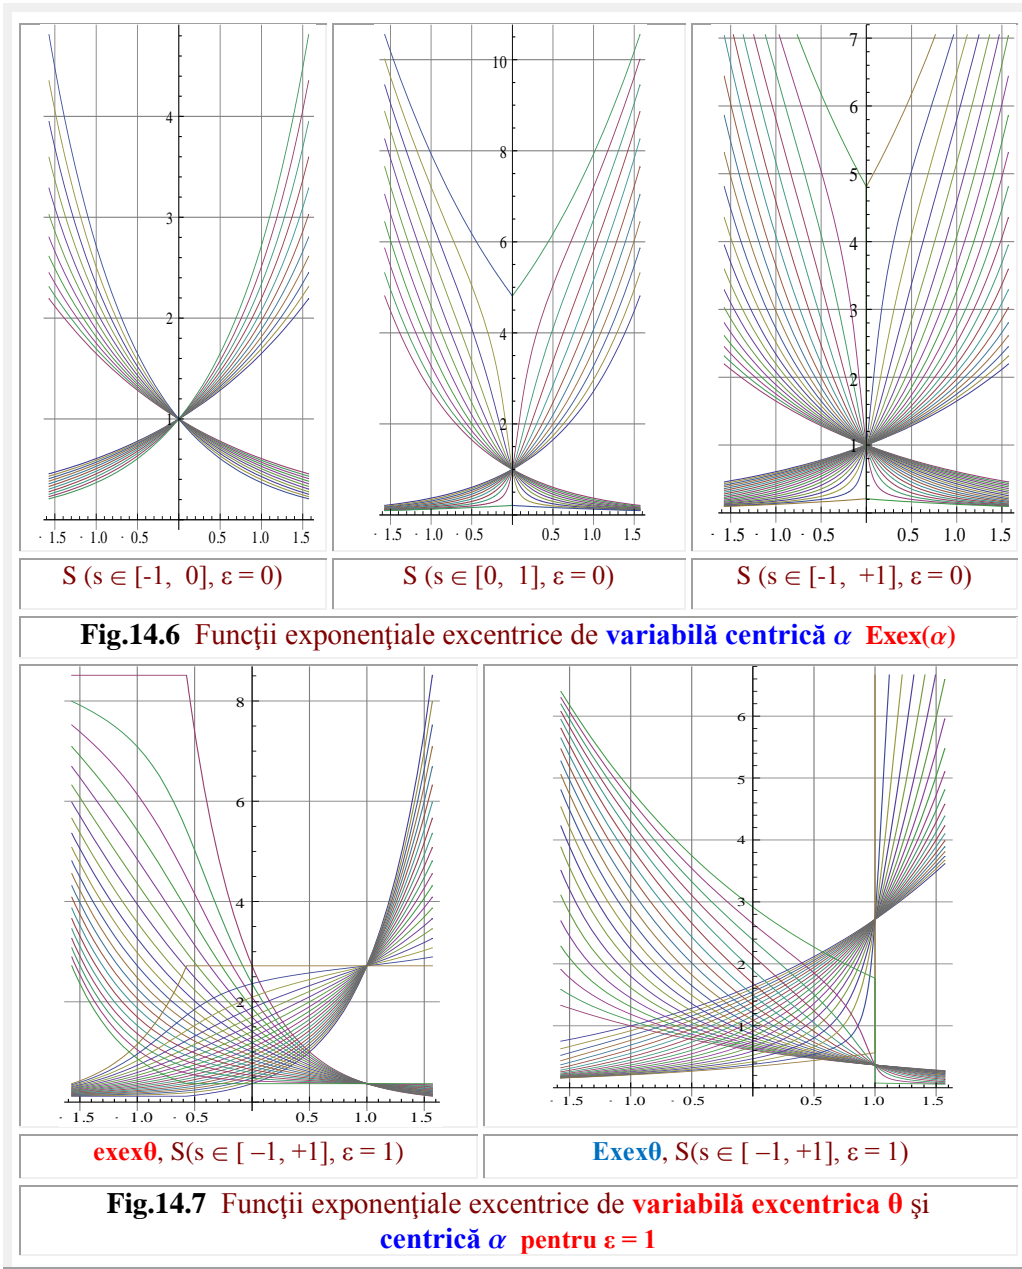 4
3
2
1
- 1.5 - 1.0 - 0.5 0.5 1.0 1.5
10
8
6
4
2
- 1.5 - 1.0 - 0.5 0.5 1.0 1.5
7
6
5
4
3
2
1
- 1.5 - 1.0 - 0.5 0.5 1.0 1.5
S (s ∈ [-1, 0], ε = 0)
S (s ∈ [0, 1], ε = 0)
S (s ∈ [-1, +1], ε = 0)
Fig.14.6 Funcţii exponenţiale excentrice de variabilă centrică α Exex(α)
8
6
4
2
- 1.5 - 1.0 - 0.5 0.5 1.0 1.5
6
5
4
3
2
1
- 1.5 - 1.0 - 0.5 0.5 1.0 1.5
exexθ, S(s ∈ [ –1, +1], ε = 1)
Exexθ, S(s ∈ [ –1, +1], ε = 1)
Fig.14.7 Funcţii exponenţiale excentrice de variabilă excentrica θ şi
centrică α pentru ε = 1